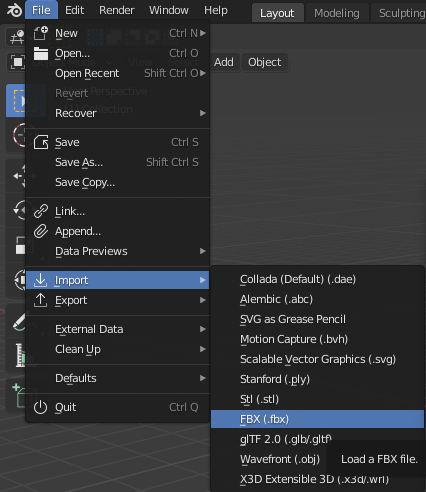 File Edit Render Window Help Layout Modeling Sculpting
New Ctrl N
Open... Ctrl O
Open Recent Shift Ctrl O
Add Object
Revert
Perspective
Recover
Collection
Save Ctrl S
Save As... Shift Ctrl S
Save Copy...
Link...
Append...
Data Previews
Import
Export
External Data
Clean Up
Defaults
Quit Ctrl Q
Collada (Default) (.dae)
Alembic (.abc)
SVG as Grease Pencil
Motion Capture (.bvh)
Scalable Vector Graphics (.svg)
Stanford (.ply)
Stl (.stl)
FBX (.fbx)
glTF 2.0 (.glb/.gltf)
Wavefront (.obj)
Load a FBX file.
X3D Extensible 3D (.x3d/.wrl)